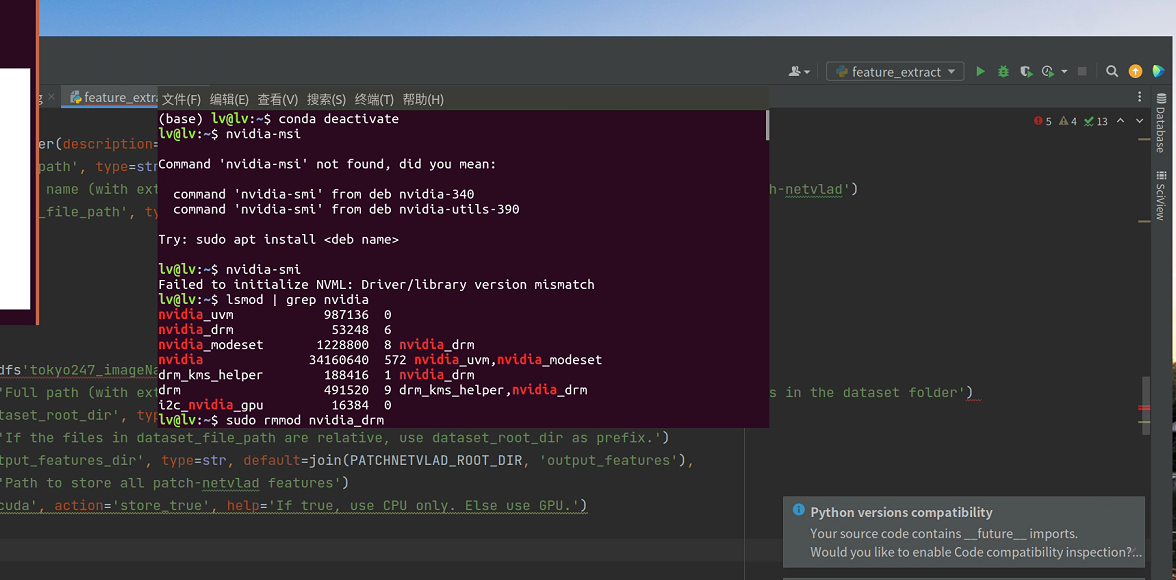 feature_extract
feature_extra
文件(F) 编辑(E) 查看(V) 搜索(S) 终端(T) 帮助(H)
5 4 13
Database
SciView
(base) lv@lv:~$ conda deactivate
lv@lv:~$ nvidia-msi
Command 'nvidia-msi' not found, did you mean:
command 'nvidia-smi' from deb nvidia-340
command 'nvidia-smi' from deb nvidia-utils-390
Try: sudo apt install <deb name>
lv@lv:~$ nvidia-smi
Failed to initialize NVML: Driver/library version mismatch
lv@lv:~$ lsmod | grep nvidia
nvidia_uvm 987136 0
nvidia_drm 53248 6
nvidia_modeset 1228800 8 nvidia_drm
nvidia 34160640 572 nvidia_uvm,nvidia_modeset
drm_kms_helper 188416 1 nvidia_drm
drm 491520 9 drm_kms_helper,nvidia_drm
i2c_nvidia_gpu 16384 0
lv@lv:~$ sudo rmmod nvidia_drm
er(description=
path', type=str
name (with ext h-netvlad')
_file_path', ty
dfs'tokyo247_imageNa
'Full path (with ext s in the dataset folder')
taset_root_dir', typ
'If the files in dataset_file_path are relative, use dataset_root_dir as prefix.')
tput_features_dir', type=str, default=join(PATCHNETVLAD_ROOT_DIR, 'output_features'),
'Path to store all patch-netvlad features')
cuda', action='store_true', help='If true, use CPU only. Else use GPU.')
Python versions compatibility
Your source code contains __future__ imports.
Would you like to enable Code compatibility inspection?...